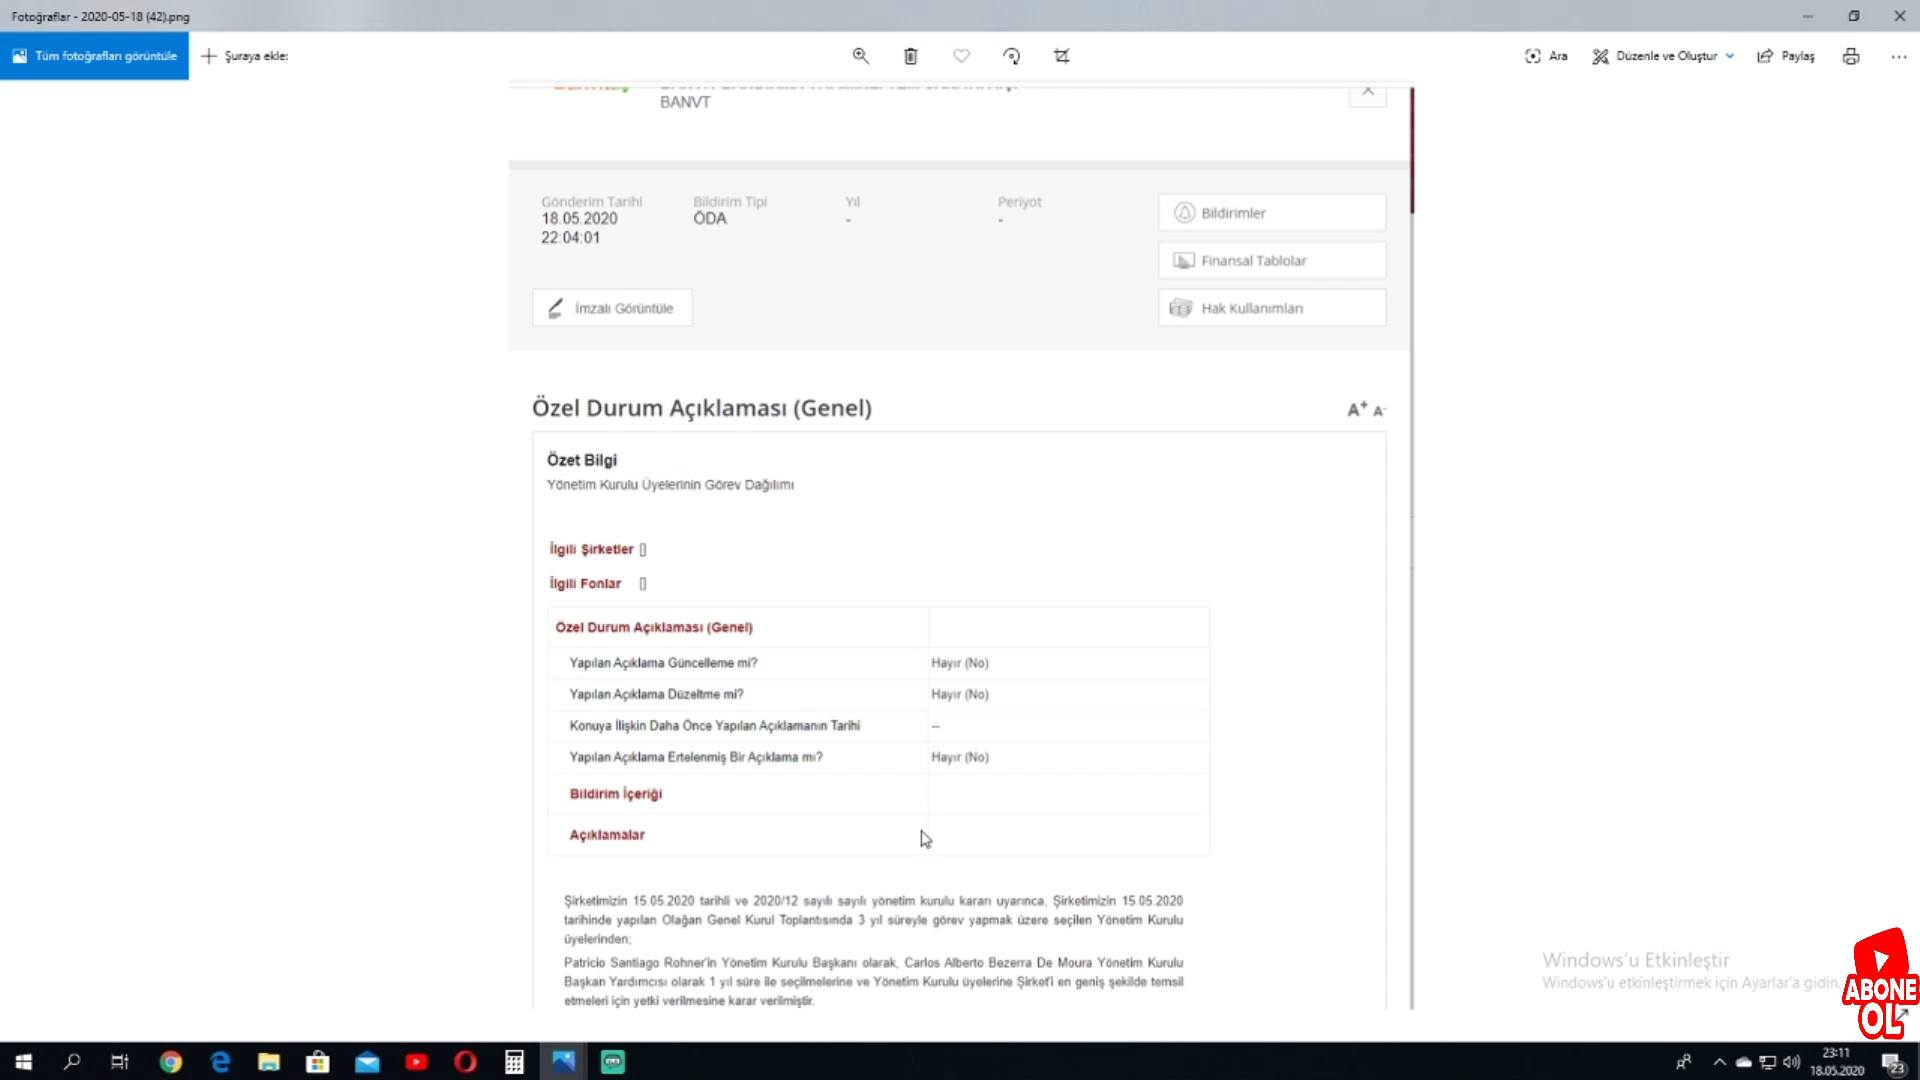 Fotoğraflar - 2020-05-18 (42).png
Tüm fotoğrafları görüntüle
Şuraya ekle:
Ara
Düzenle ve Oluştur
Paylaş
BANVT
Gönderim Tarihi
18.05.2020
22:04:01
Bildirim Tipi
ÖDA
Yıl
-
Periyot
-
Bildirimler
Finansal Tablolar
Hak Kullanımları
İmzalı Görüntüle
Özel Durum Açıklaması (Genel)
A+ A-
Özet Bilgi
Yönetim Kurulu Üyelerinin Görev Dağılımı
İlgili Şirketler []
İlgili Fonlar []
Özel Durum Açıklaması (Genel)
Yapılan Açıklama Güncelleme mi? Hayır (No)
Yapılan Açıklama Düzeltme mi? Hayır (No)
Konuya İlişkin Daha Önce Yapılan Açıklamanın Tarihi --
Yapılan Açıklama Ertelenmiş Bir Açıklama mı? Hayır (No)
Bildirim İçeriği
Açıklamalar
Şirketimizin 15.05.2020 tarihli ve 2020/12 sayılı sayılı yönetim kurulu kararı uyarınca, Şirketimizin 15.05.2020
tarihinde yapılan Olağan Genel Kurul Toplantısında 3 yıl süreyle görev yapmak üzere seçilen Yönetim Kurulu
üyelerinden;
Patricio Santiago Rohner'in Yönetim Kurulu Başkanı olarak, Carlos Alberto Bezerra De Moura Yönetim Kurulu
Başkan Yardımcısı olarak 1 yıl süre ile seçilmelerine ve Yönetim Kurulu üyelerine Şirket'i en geniş şekilde temsil
etmeleri için yetki verilmesine karar verilmiştir.
Windows'u Etkinleştir
Windows'u etkinleştirmek için Ayarlar'a gidin.
ABONE
OL
23:11
18.05.2020
23